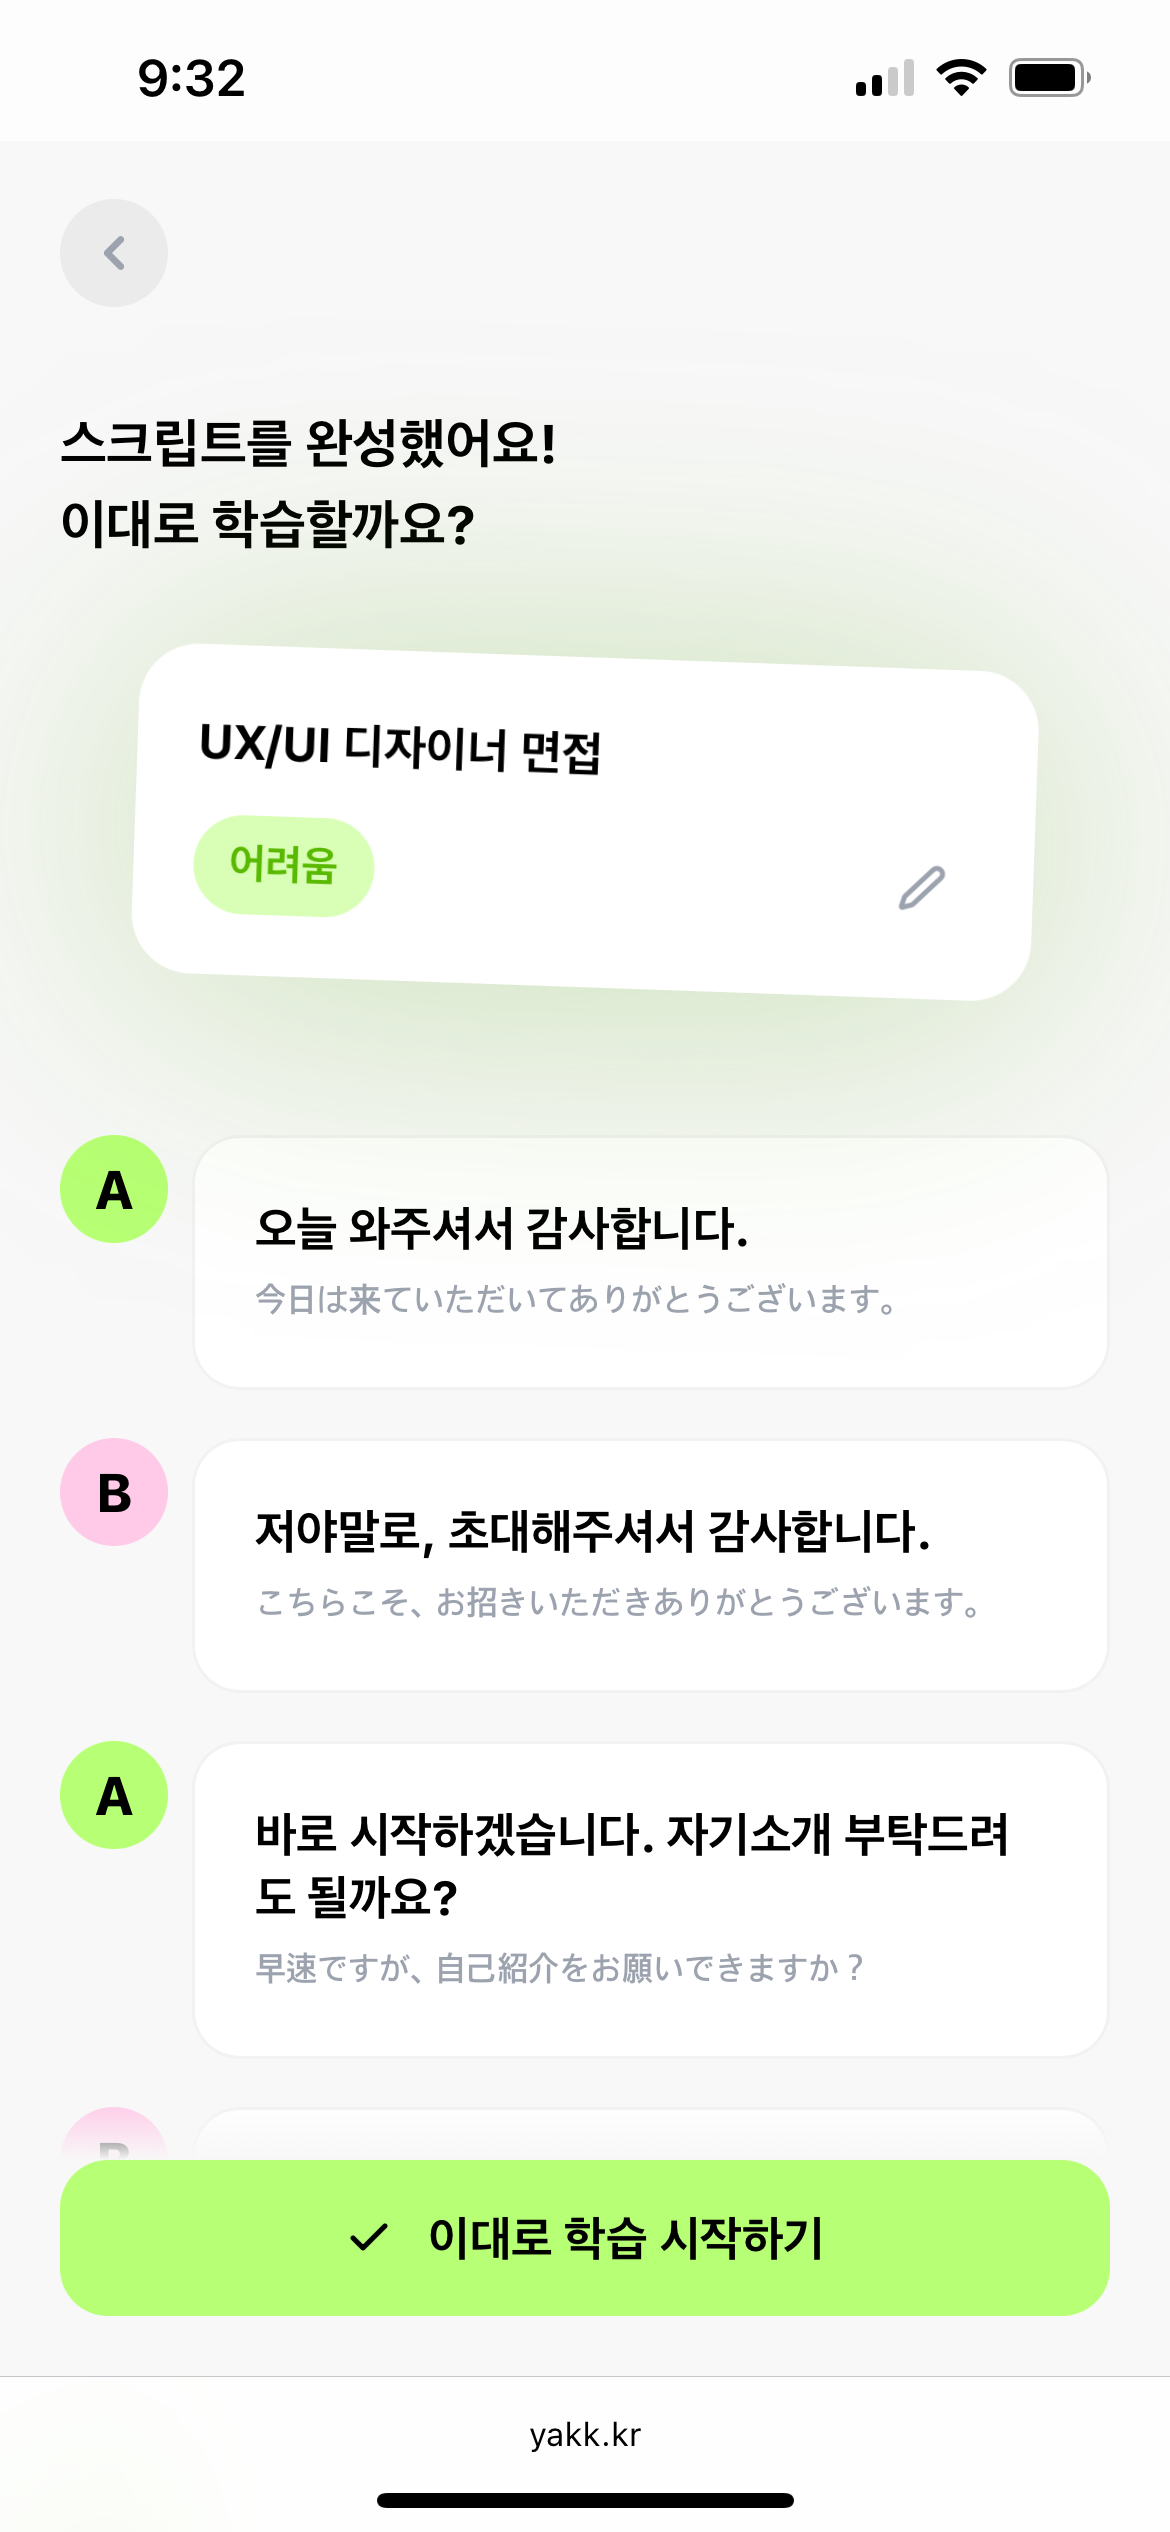 9:32
스크립트를 완성했어요!
이대로 학습할까요?
UX/UI 디자이너 면접
어려움
A
오늘 와주셔서 감사합니다.
今日は来ていただいてありがとうございます。
B
저야말로, 초대해주셔서 감사합니다.
こちらこそ、お招きいただきありがとうございます。
A
바로 시작하겠습니다. 자기소개 부탁드려
도 될까요?
早速ですが、自己紹介をお願いできますか？
B
이대로 학습 시작하기
yakk.kr